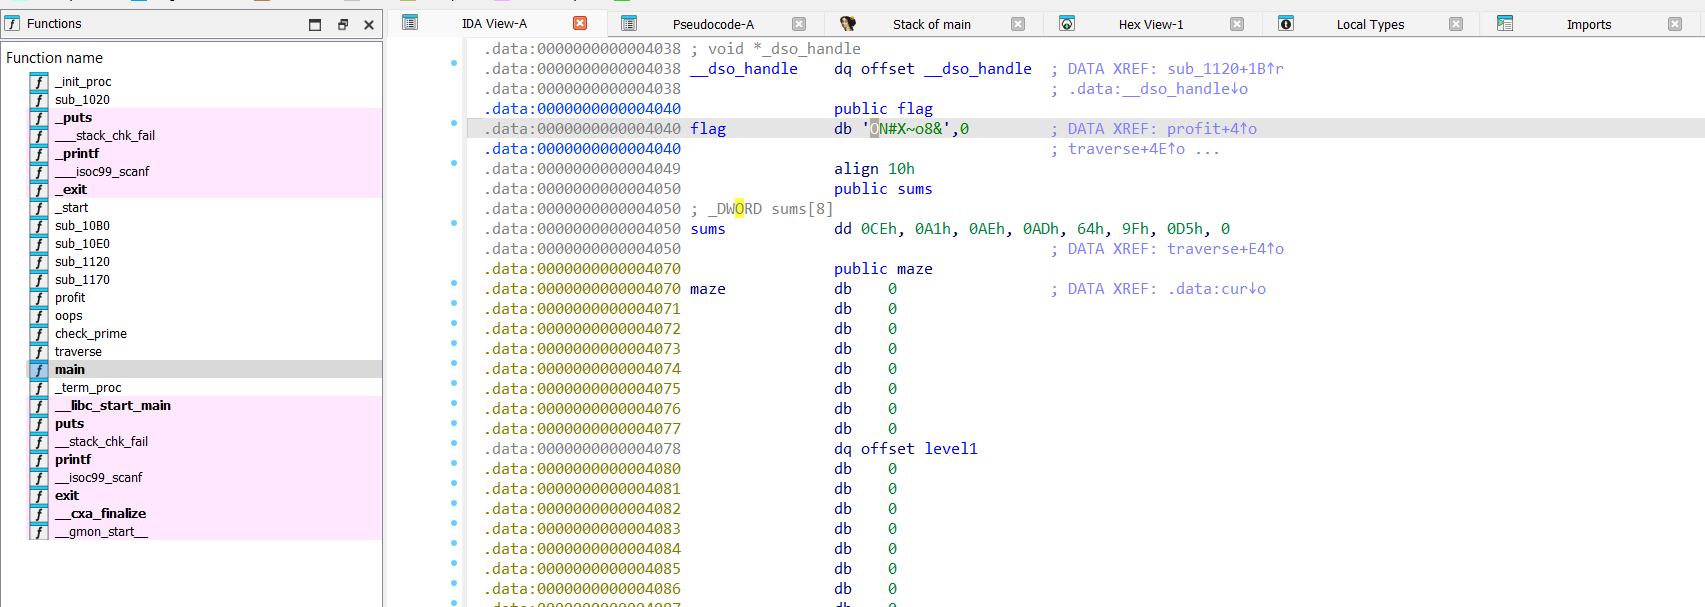 Functions
IDA View-A
Pseudocode-A
Stack of main
Hex View-1
Local Types
Imports
Function name
_init_proc
sub_1020
_puts
___stack_chk_fail
_printf
___isoc99_scanf
_exit
_start
sub_10B0
sub_10E0
sub_1120
sub_1170
profit
oops
check_prime
traverse
main
_term_proc
__libc_start_main
puts
__stack_chk_fail
printf
__isoc99_scanf
exit
__cxa_finalize
__gmon_start__
.data:0000000000004038 ; void *_dso_handle
.data:0000000000004038 __dso_handle dq offset __dso_handle ; DATA XREF: sub_1120+1B↑r
.data:0000000000004038 ; .data:__dso_handle↓o
.data:0000000000004040 public flag
.data:0000000000004040 flag db 'ON#X~o8&',0 ; DATA XREF: profit+4↑o
.data:0000000000004040 ; traverse+4E↑o ...
.data:0000000000004049 align 10h
.data:0000000000004050 public sums
.data:0000000000004050 ; _DWORD sums[8]
.data:0000000000004050 sums dd 0CEh, 0A1h, 0AEh, 0ADh, 64h, 9Fh, 0D5h, 0
.data:0000000000004050 ; DATA XREF: traverse+E4↑o
.data:0000000000004070 public maze
.data:0000000000004070 maze db 0 ; DATA XREF: .data:cur↓o
.data:0000000000004071 db 0
.data:0000000000004072 db 0
.data:0000000000004073 db 0
.data:0000000000004074 db 0
.data:0000000000004075 db 0
.data:0000000000004076 db 0
.data:0000000000004077 db 0
.data:0000000000004078 dq offset level1
.data:0000000000004080 db 0
.data:0000000000004081 db 0
.data:0000000000004082 db 0
.data:0000000000004083 db 0
.data:0000000000004084 db 0
.data:0000000000004085 db 0
.data:0000000000004086 db 0